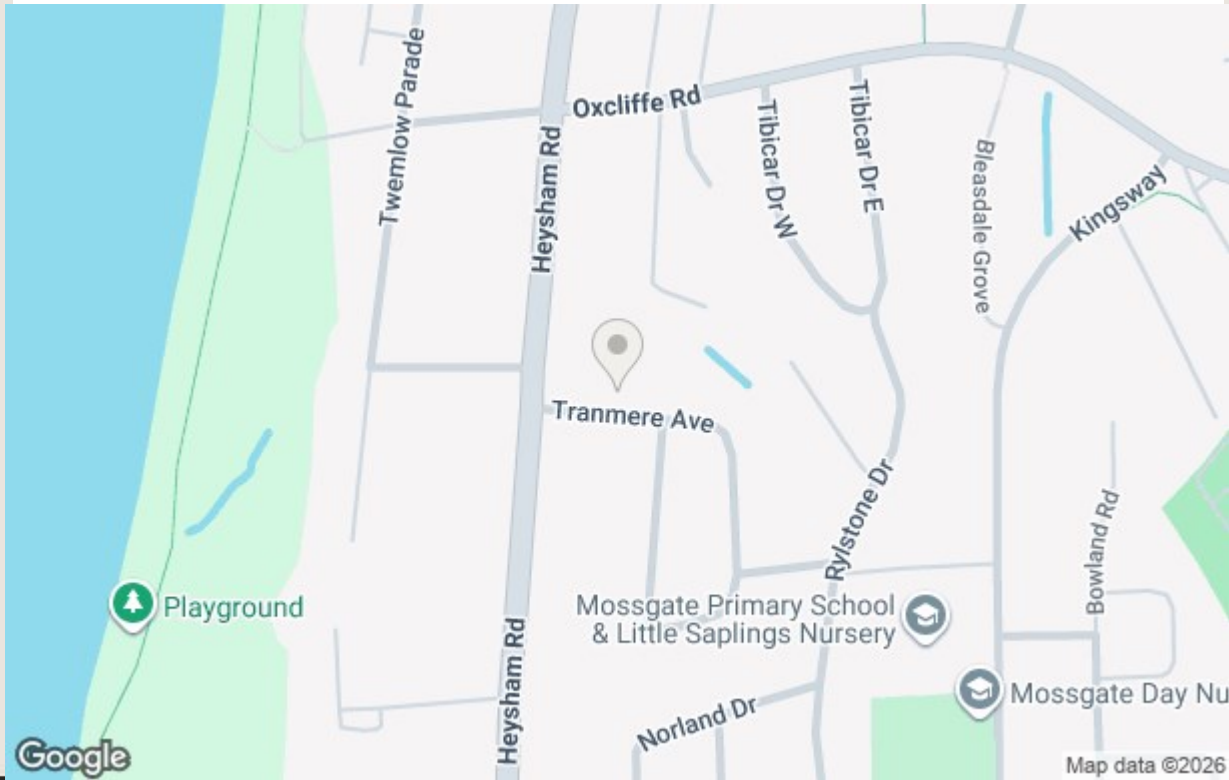 Twemlow Parade
Heysham Rd
Oxcliffe Rd
Tibicar Dr W
Tibicar Dr E
Bleasdale Grove
Kingsway
Tranmere Ave
Rylstone Dr
Bowland Rd
Playground
Mossgate Primary School
& Little Saplings Nursery
Heysham Rd
Norland Dr
Mossgate Day Nu
Google
Map data ©2026